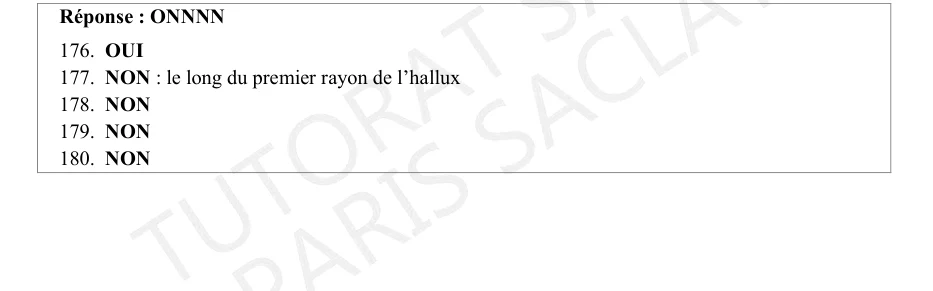 Réponse : ONNNN
176. OUI
177. NON : le long du premier rayon de l’hallux
178. NON
179. NON
180. NON
TUTORAT
PARIS SACLAY